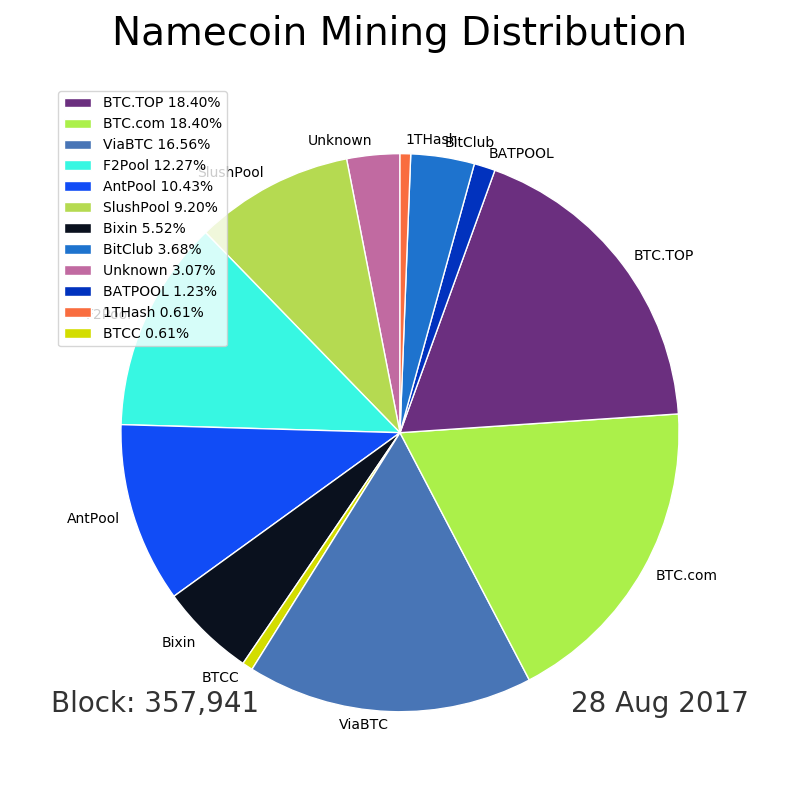 Namecoin Mining Distribution
BTC.TOP 18.40%
BTC.com 18.40%
ViaBTC 16.56%
F2Pool 12.27%
AntPool 10.43%
SlushPool 9.20%
Bixin 5.52%
BitClub 3.68%
Unknown 3.07%
BATPOOL 1.23%
1THash 0.61%
BTCC 0.61%
Unknown
1THash
BitClub
BATPOOL
SlushPool
BTC.TOP
F2Pool
AntPool
BTC.com
Bixin
BTCC
ViaBTC
Block: 357,941
28 Aug 2017